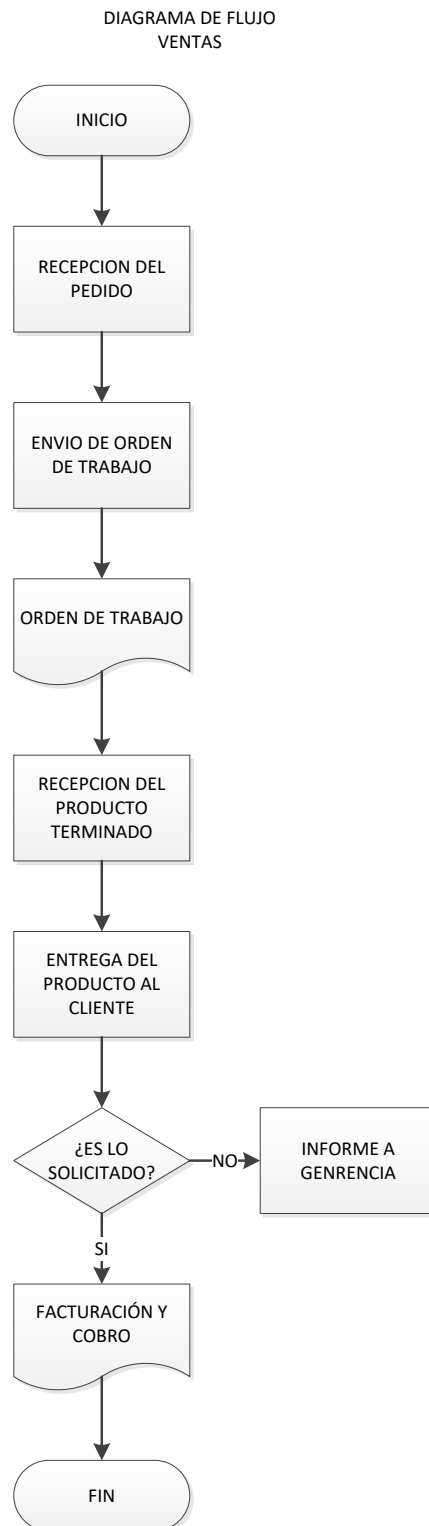 DIAGRAMA DE FLUJO
VENTAS
INICIO
RECEPCION DEL
PEDIDO
ENVIO DE ORDEN
DE TRABAJO
ORDEN DE TRABAJO
RECEPCION DEL
PRODUCTO
TERMINADO
ENTREGA DEL
PRODUCTO AL
CLIENTE
¿ES LO
SOLICITADO?
NO
INFORME A
GENRENCIA
SI
FACTURACIÓN Y
COBRO
FIN